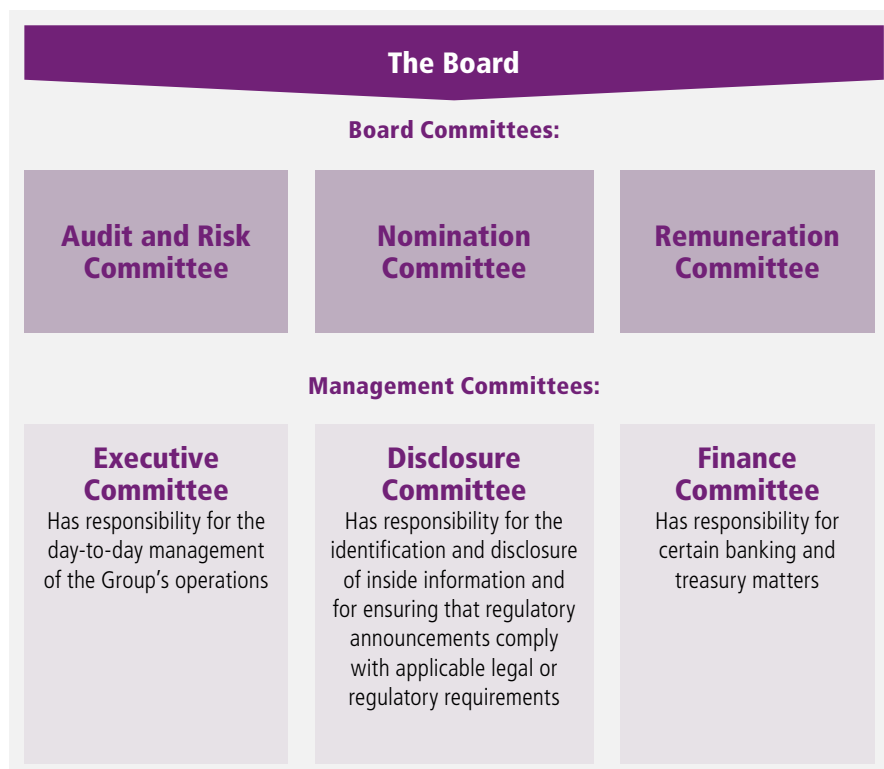 The Board
Board Committees:
Audit and Risk
Committee
Nomination
Committee
Remuneration
Committee
Management Committees:
Executive
Committee
Has responsibility for the
day-to-day management
of the Group’s operations
Disclosure
Committee
Has responsibility for the
identification and disclosure
of inside information and
for ensuring that regulatory
announcements comply
with applicable legal or
regulatory requirements
Finance
Committee
Has responsibility for
certain banking and
treasury matters